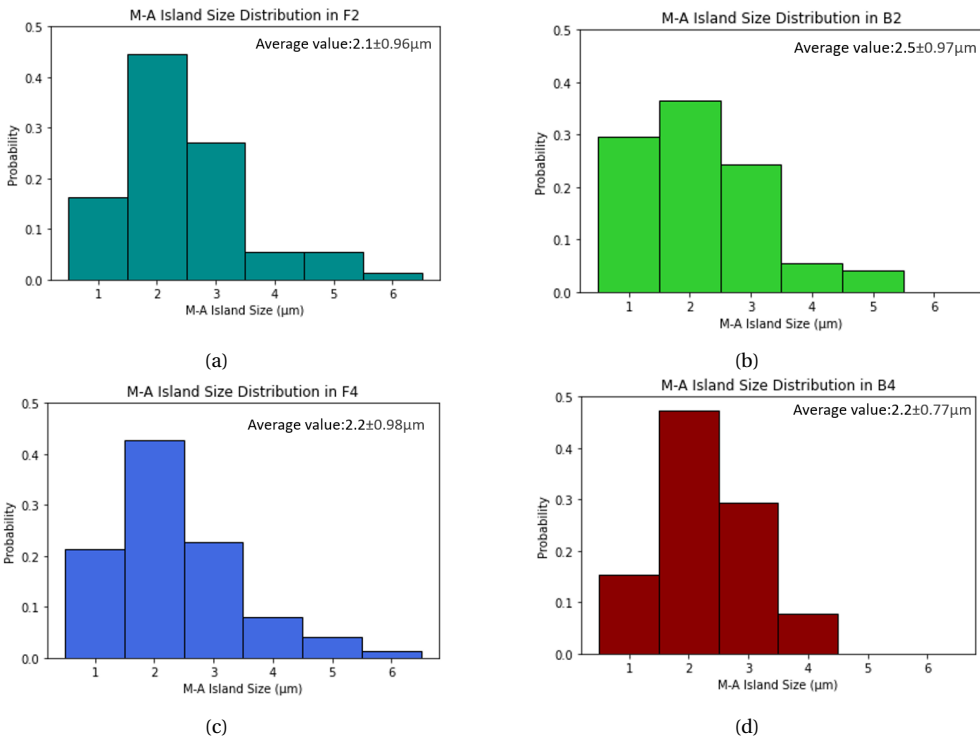 M-A Island Size Distribution in F2
Average value:2.1±0.96μm
0.5
0.4
0.3
0.2
0.1
0.0
Probability
1 2 3 4 5 6
M-A Island Size (μm)
(a)
M-A Island Size Distribution in B2
Average value:2.5±0.97μm
0.5
0.4
0.3
0.2
0.1
0.0
Probability
1 2 3 4 5 6
M-A Island Size (μm)
(b)
M-A Island Size Distribution in F4
Average value:2.2±0.98μm
0.5
0.4
0.3
0.2
0.1
0.0
Probability
1 2 3 4 5 6
M-A Island Size (μm)
(c)
M-A Island Size Distribution in B4
Average value:2.2±0.77μm
0.5
0.4
0.3
0.2
0.1
0.0
Probability
1 2 3 4 5 6
M-A Island Size (μm)
(d)